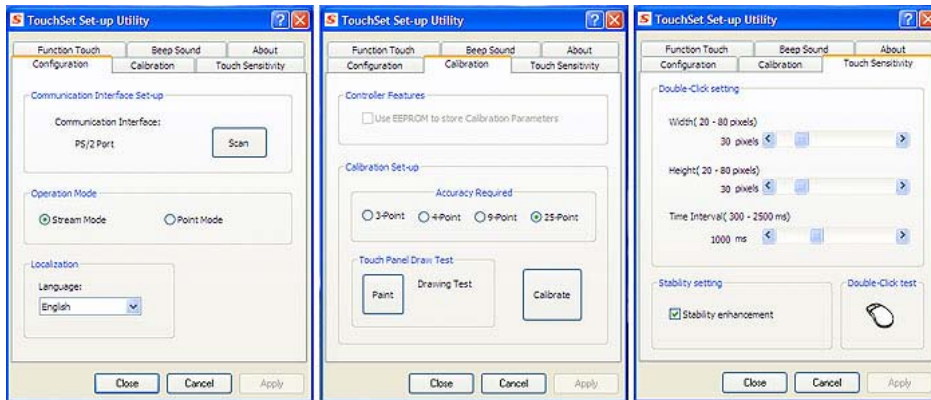 TouchSet Set-up Utility
Function Touch Beep Sound About
Configuration Calibration Touch Sensitivity
Communication Interface Set-up
Communication Interface:
PS/2 Port
Scan
Operation Mode
Stream Mode Point Mode
Localization
Language:
English
Close Cancel Apply
TouchSet Set-up Utility
Function Touch Beep Sound About
Configuration Calibration Touch Sensitivity
Controller Features
Use EEPROM to store Calibration Parameters
Calibration Set-up
Accuracy Required
3-Point 4-Point 9-Point 25-Point
Touch Panel Draw Test
Paint Drawing Test
Calibrate
Close Cancel Apply
TouchSet Set-up Utility
Function Touch Beep Sound About
Configuration Calibration Touch Sensitivity
Double-Click setting
Width( 20 - 80 pixels)
30 pixels
Height( 20 - 80 pixels)
30 pixels
Time Interval( 300 - 2500 ms)
1000 ms
Stability setting
Stability enhancement
Double-Click test
Close Cancel Apply